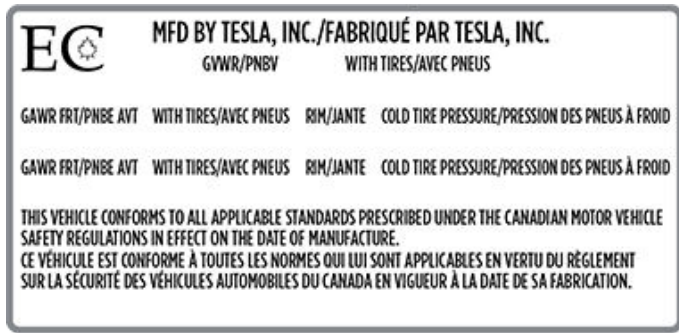 EC
MFD BY TESLA, INC./FABRIQUÉ PAR TESLA, INC.
GVWR/PNBV WITH TIRES/AVEC PNEUS
GAWR FRT/PNBE AVT WITH TIRES/AVEC PNEUS RIM/JANTE COLD TIRE PRESSURE/PRESSION DES PNEUS À FROID
GAWR FRT/PNBE AVT WITH TIRES/AVEC PNEUS RIM/JANTE COLD TIRE PRESSURE/PRESSION DES PNEUS À FROID
THIS VEHICLE CONFORMS TO ALL APPLICABLE STANDARDS PRESCRIBED UNDER THE CANADIAN MOTOR VEHICLE
SAFETY REGULATIONS IN EFFECT ON THE DATE OF MANUFACTURE.
CE VÉHICULE EST CONFORME À TOUTES LES NORMES QUI LUI SONT APPLICABLES EN VERTU DU RÈGLEMENT
SUR LA SÉCURITÉ DES VÉHICULES AUTOMOBILES DU CANADA EN VIGUEUR À LA DATE DE SA FABRICATION.